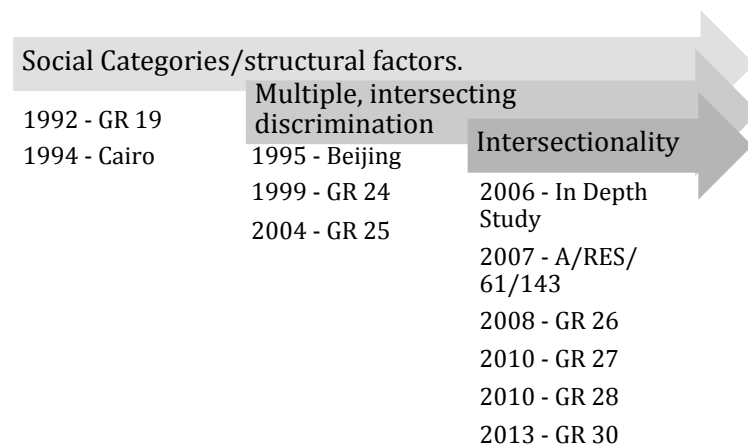 Social Categories/structural factors.
1992 - GR 19
1994 - Cairo
Multiple, intersecting
discrimination
1995 - Beijing
1999 - GR 24
2004 - GR 25
Intersectionality
2006 - In Depth
Study
2007 - A/RES/
61/143
2008 - GR 26
2010 - GR 27
2010 - GR 28
2013 - GR 30